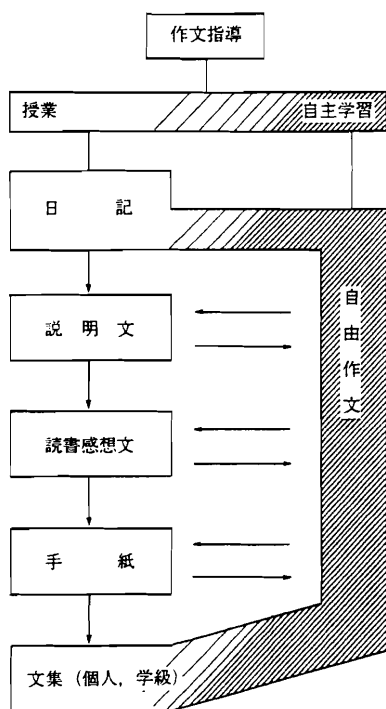 作文指導
授業 自主学習
日記
説明文
読書感想文
手紙
文集（個人，学級）
自由作文